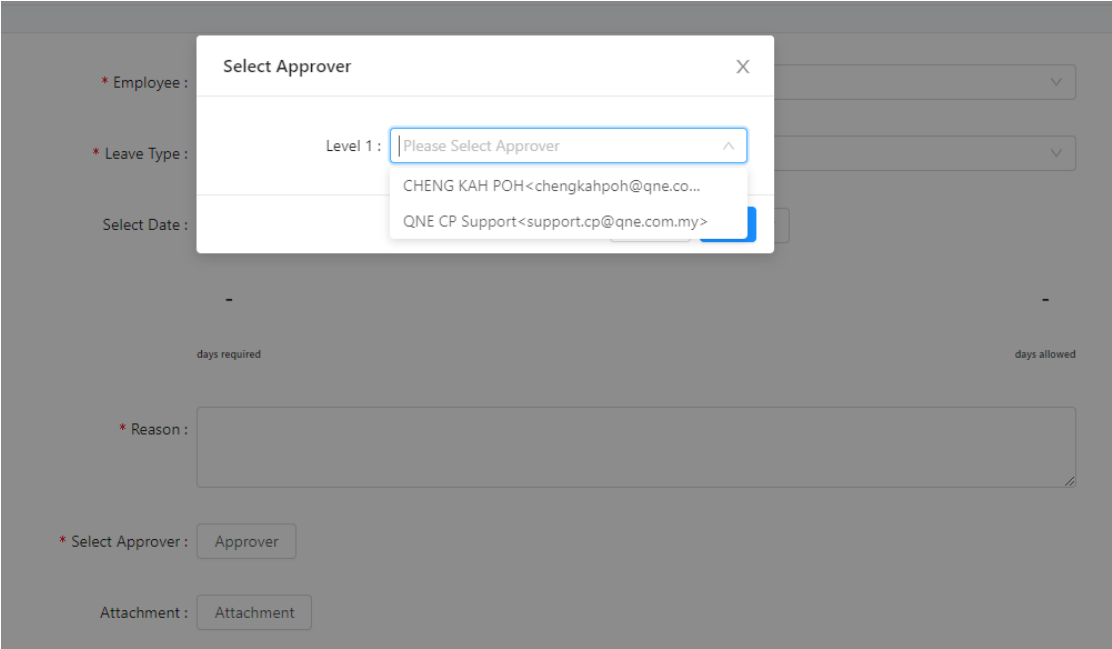 Select Approver
* Employee :
Level 1 : Please Select Approver
* Leave Type :
CHENG KAH POH<chengkahpoh@qne.co...
QNE CP Support<support.cp@qne.com.my>
Select Date :
- -
days required days allowed
* Reason :
* Select Approver : Approver
Attachment : Attachment